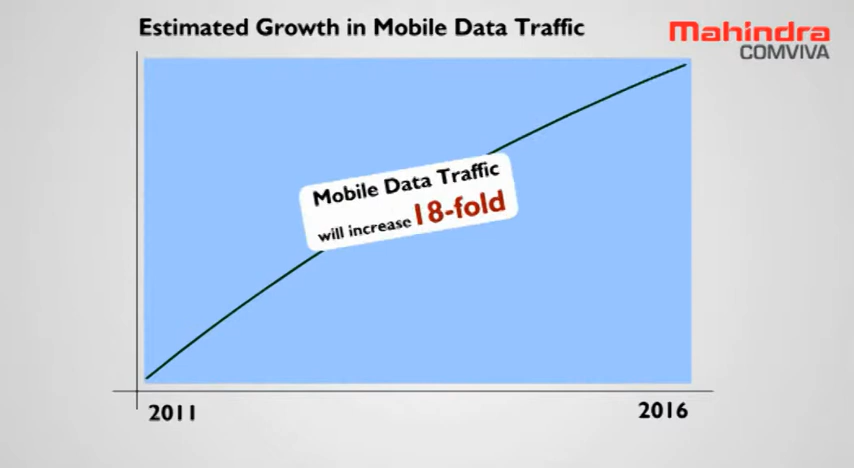 Estimated Growth in Mobile Data Traffic
Mahindra
COMVIVA
Mobile Data Traffic
will increase 18-fold
2011
2016